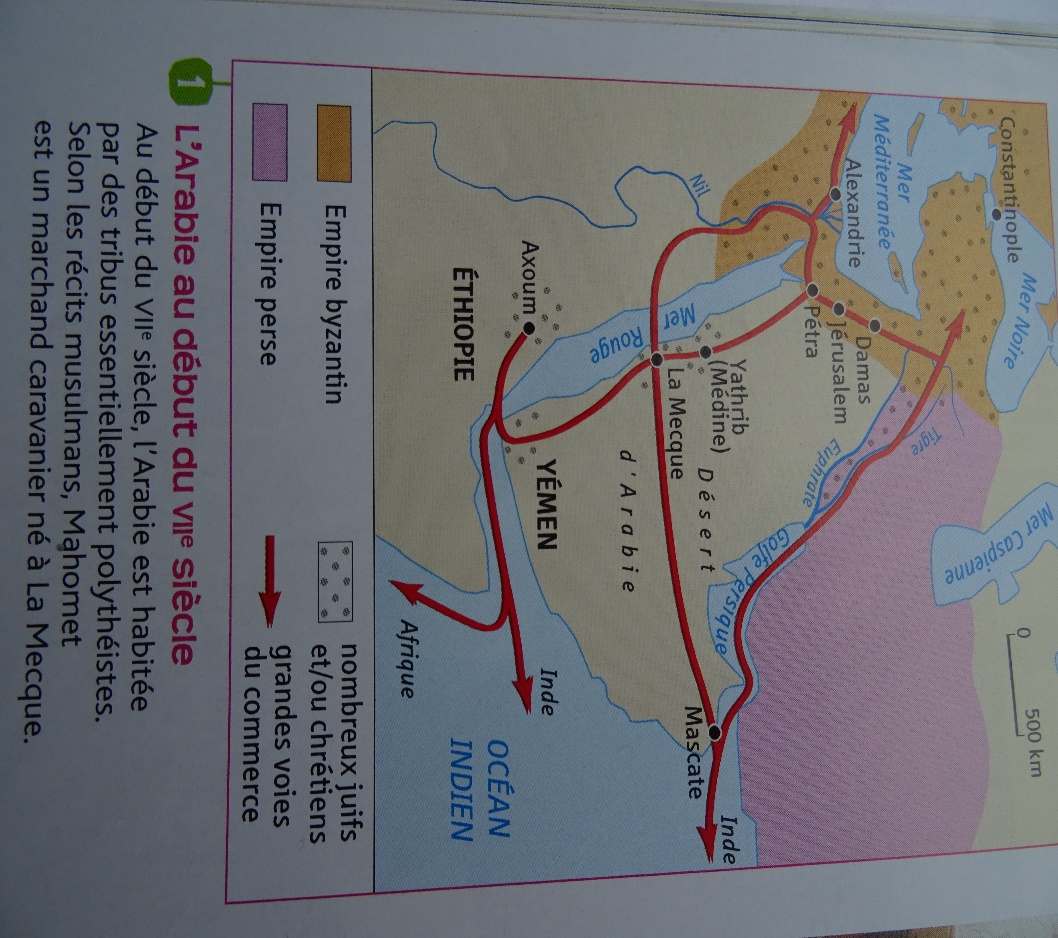 Constantinople
Mer Noire
Mer Caspienne
0
500 km
Mer
Méditerranée
Alexandrie
Damas
Jérusalem
Pétra
Tigre
Euphrate
Nil
Golfe Persique
Yathrib
(Médine)
Désert
d'Arabie
Mer
Rouge
La Mecque
Mascate
Inde
Axoum
YÉMEN
ÉTHIOPIE
Inde
Afrique
OCÉAN
INDIEN
Empire byzantin
Empire perse
nombreux juifs
et/ou chrétiens
grandes voies
du commerce
1 L'Arabie au début du VIIe siècle
Au début du VIIe siècle, l'Arabie est habitée
par des tribus essentiellement polythéistes.
Selon les récits musulmans, Mahomet
est un marchand caravanier né à La Mecque.